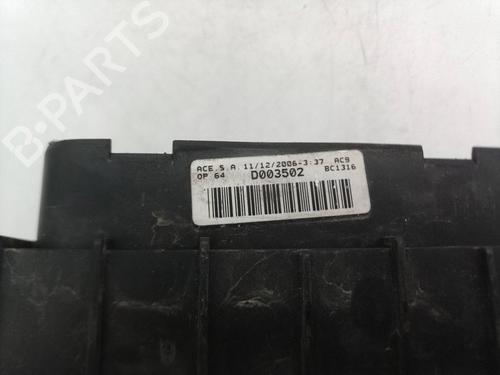 B-PARTS
ACE.S.A.11/12/2006-3:37 AC9
OP 64 D003502 BC1316